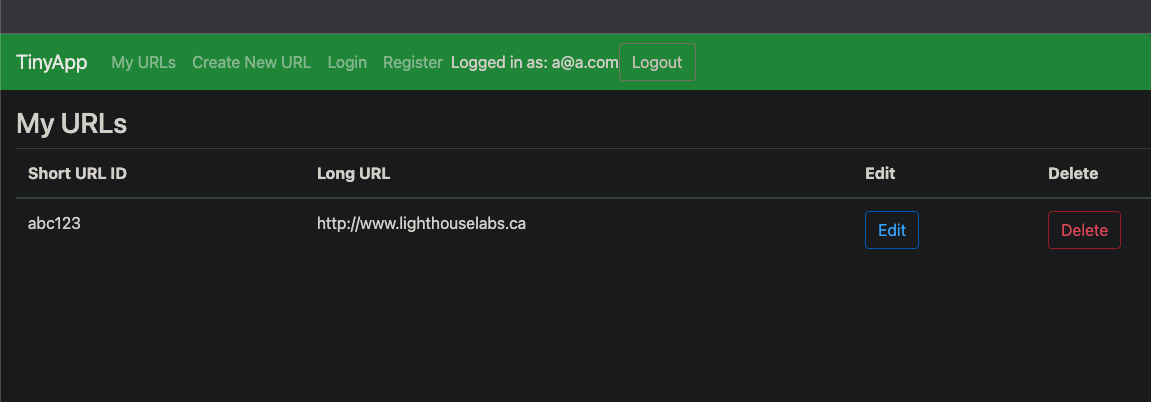 TinyApp My URLs Create New URL Login Register Logged in as: a@a.com Logout
My URLs
Short URL ID Long URL Edit Delete
abc123 http://www.lighthouselabs.ca Edit Delete